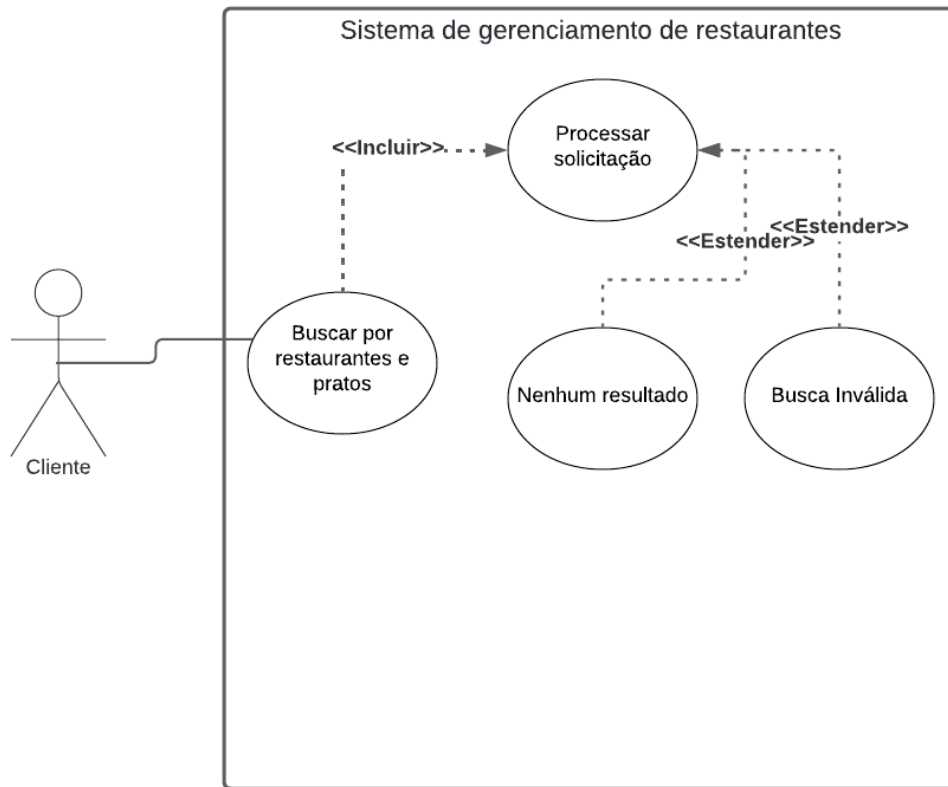 Sistema de gerenciamento de restaurantes
Processar
solicitação
<<Incluir>>
<<Estender>>
<<Estender>>
Buscar por
restaurantes e
pratos
Nenhum resultado
Busca Inválida
Cliente